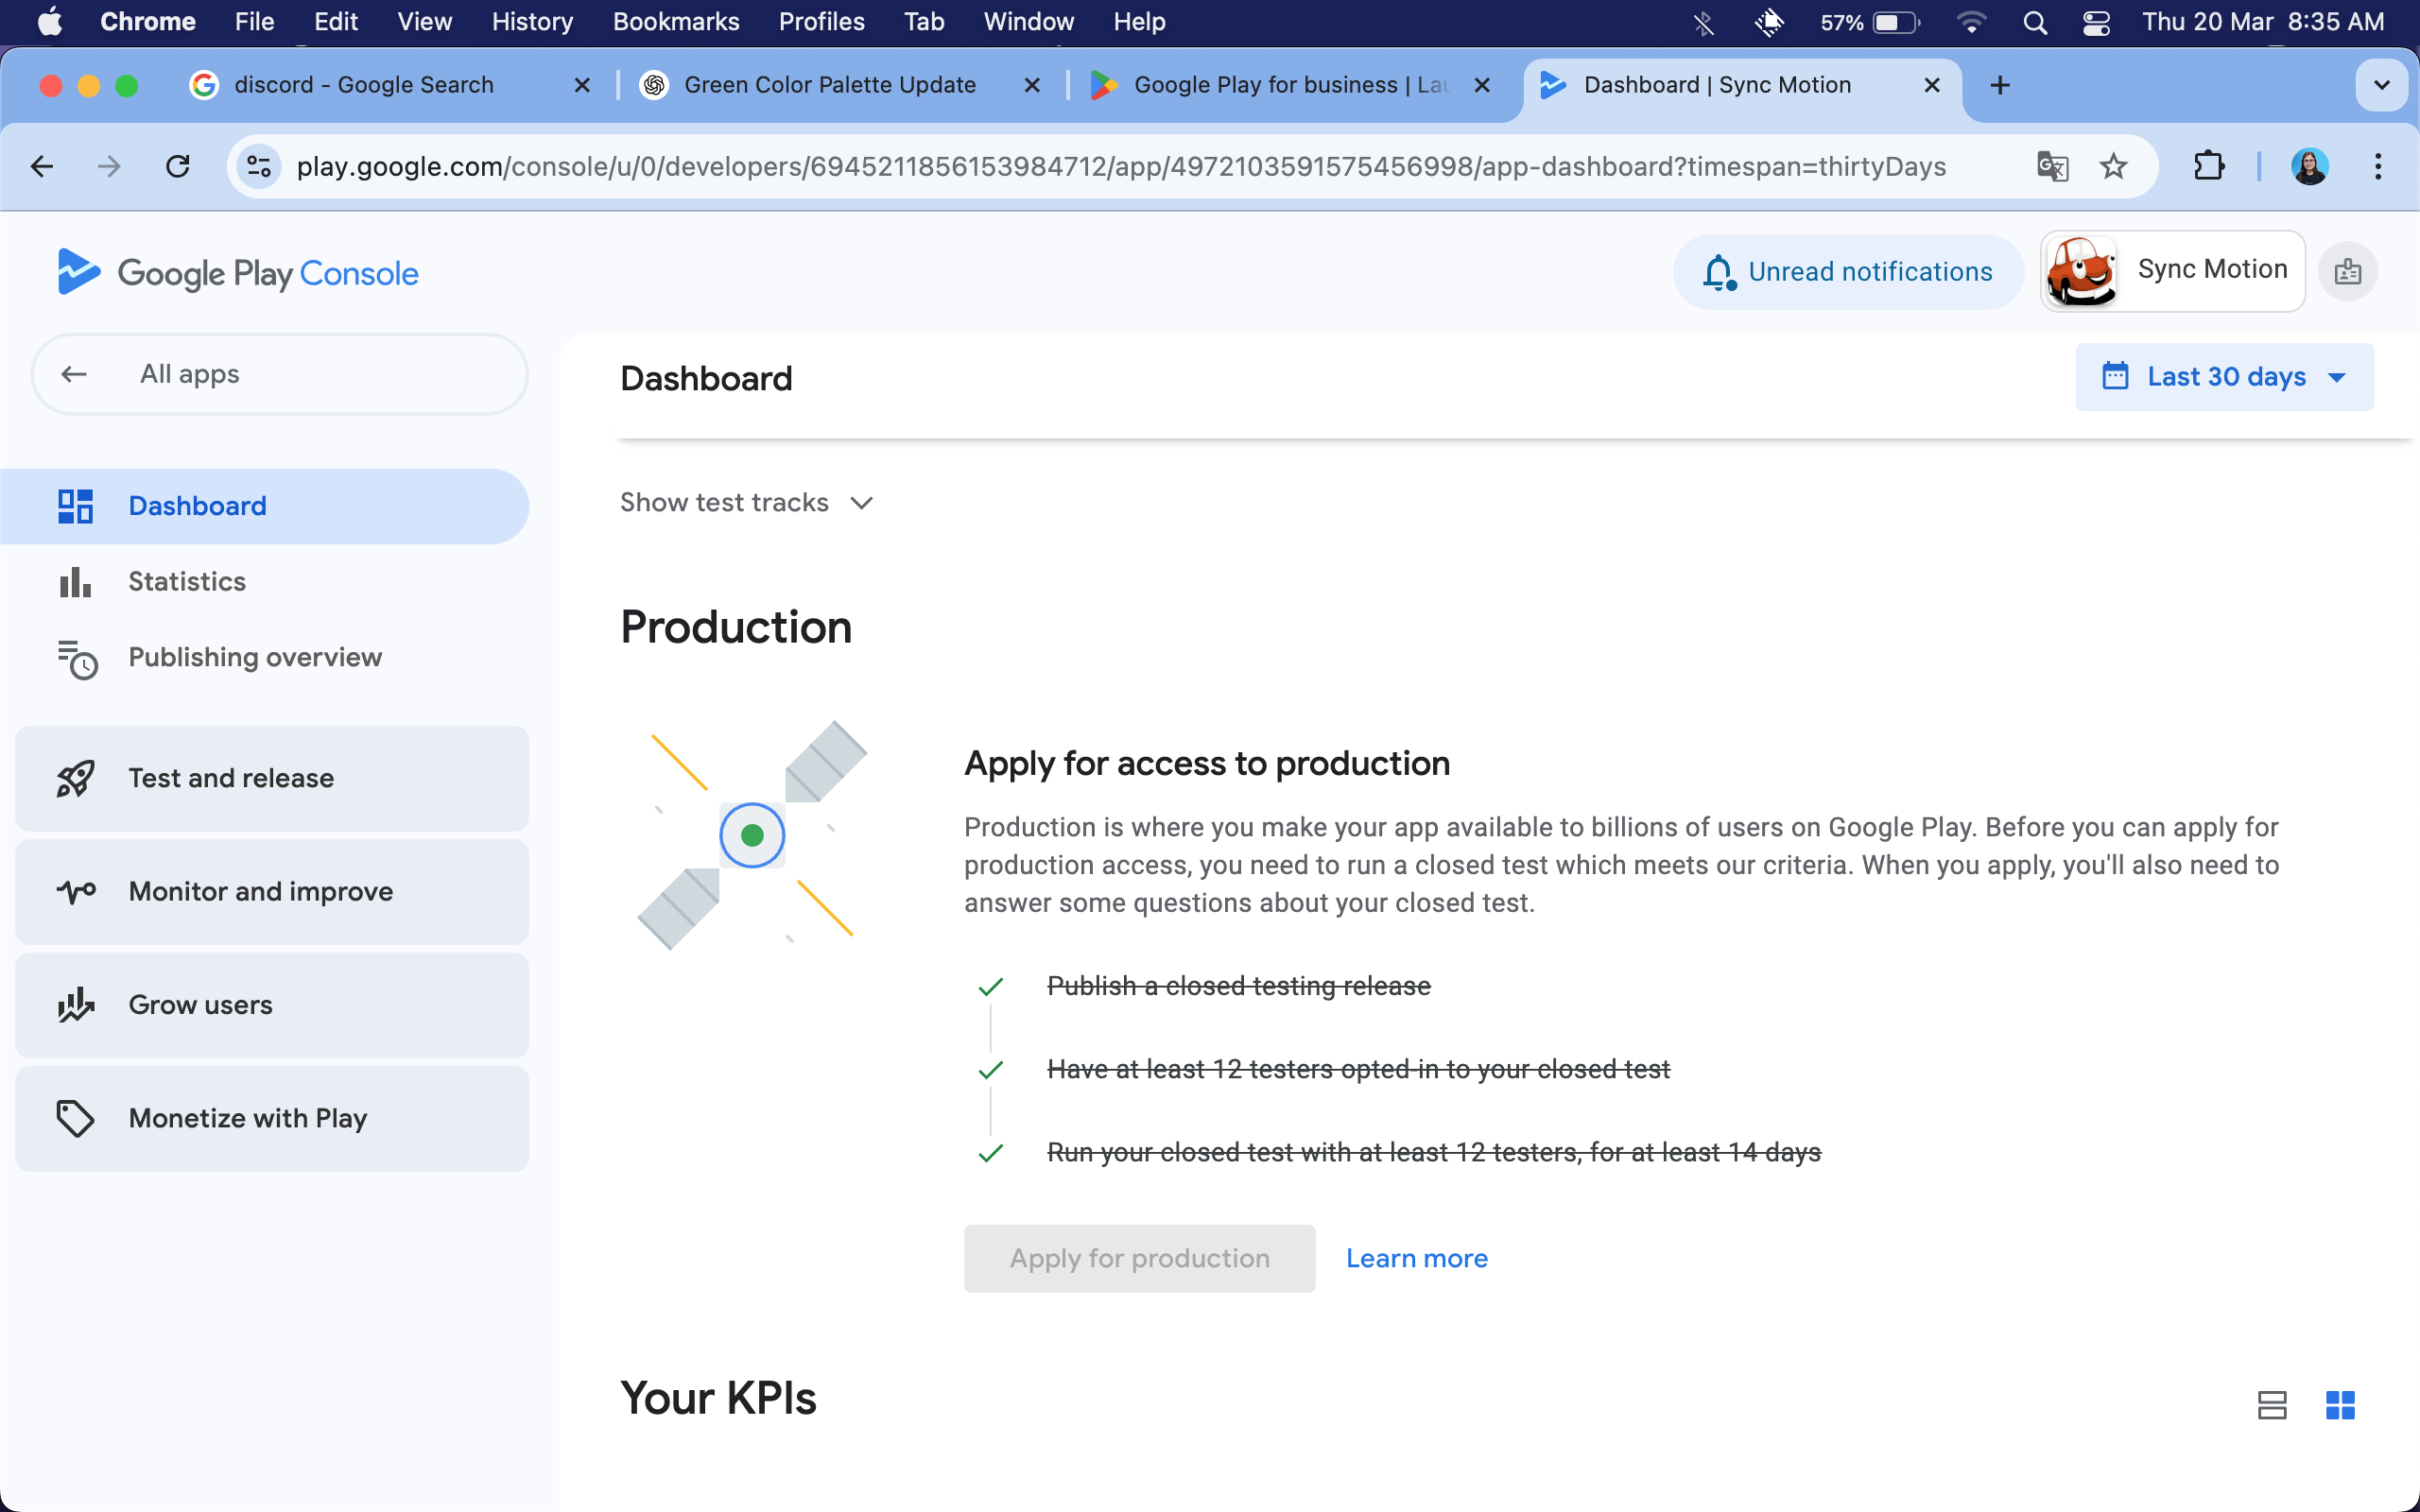 Chrome File Edit View History Bookmarks Profiles Tab Window Help 57% Thu 20 Mar 8:35 AM
discord - Google Search Green Color Palette Update Google Play for business | Lau Dashboard | Sync Motion
play.google.com/console/u/0/developers/6945211856153984712/app/4972103591575456998/app-dashboard?timespan=thirtyDays
Google Play Console
Unread notifications
Sync Motion
All apps
Dashboard
Statistics
Publishing overview
Test and release
Monitor and improve
Grow users
Monetize with Play
Dashboard
Last 30 days
Show test tracks
Production
Apply for access to production
Production is where you make your app available to billions of users on Google Play. Before you can apply for
production access, you need to run a closed test which meets our criteria. When you apply, you'll also need to
answer some questions about your closed test.
Publish a closed testing release
Have at least 12 testers opted in to your closed test
Run your closed test with at least 12 testers, for at least 14 days
Apply for production
Learn more
Your KPIs